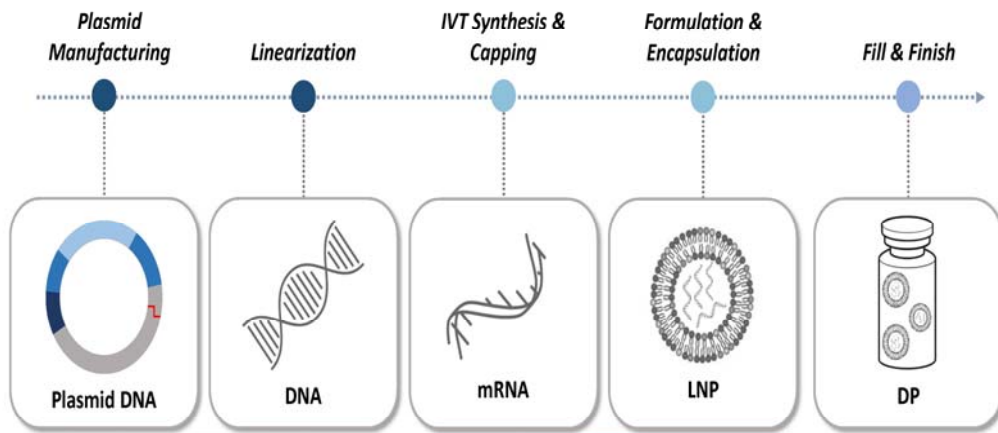 Plasmid
Manufacturing
Linearization
IVT Synthesis &
Capping
Formulation &
Encapsulation
Fill & Finish
Plasmid DNA
DNA
mRNA
LNP
DP